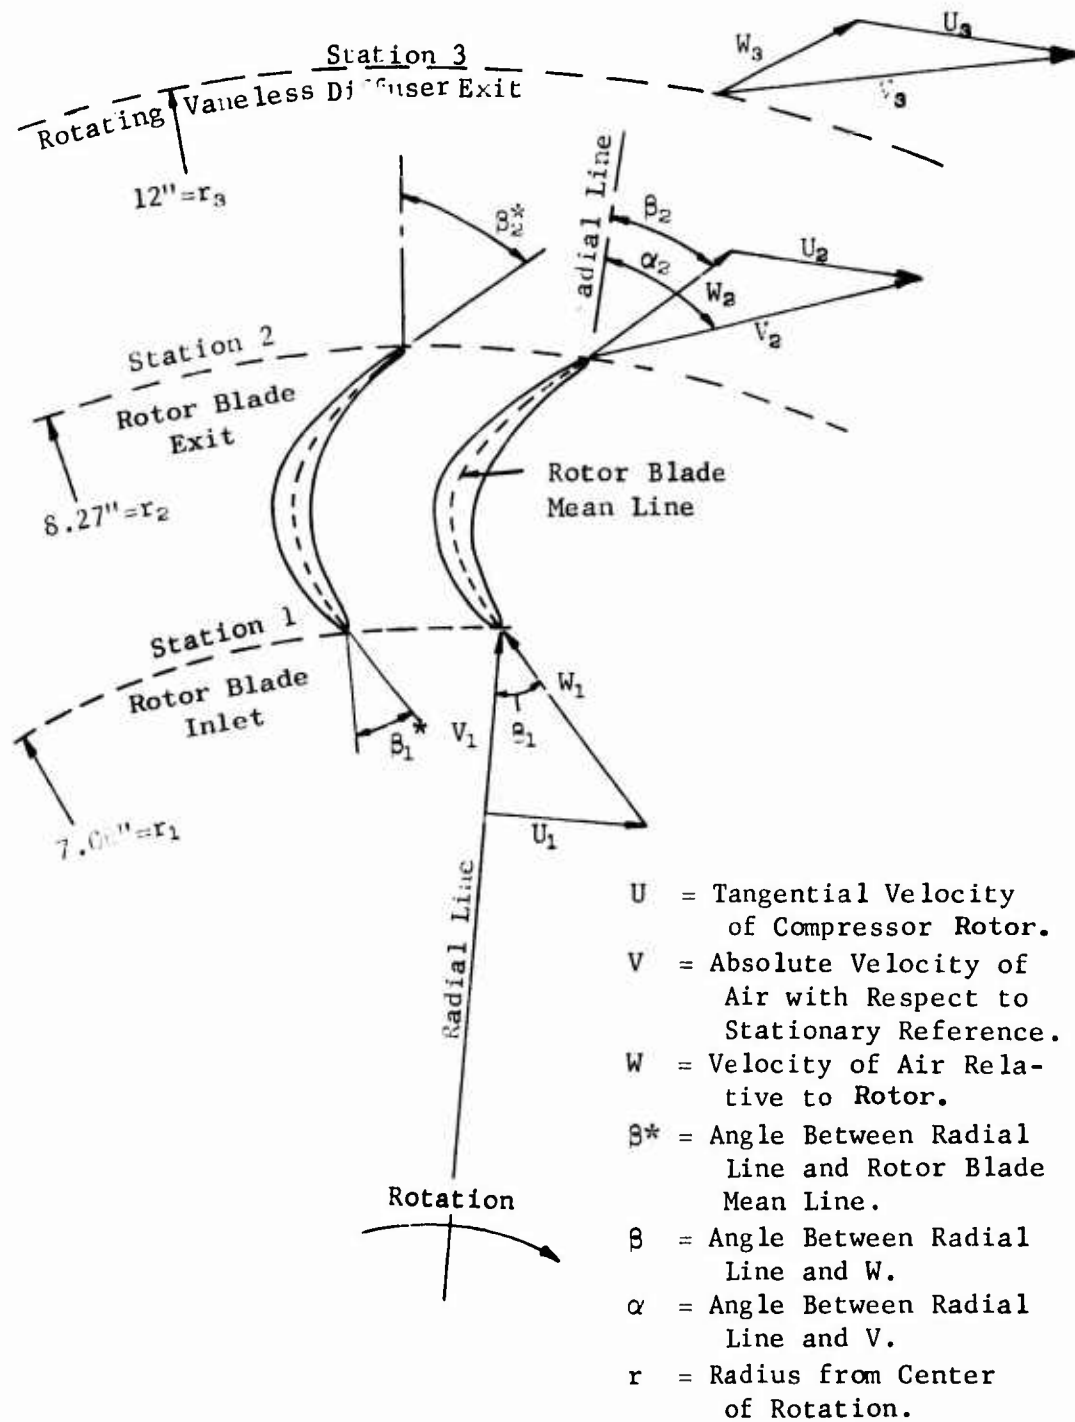 Station 3
Rotating Vaneless Diffuser Exit
12"=r₃
W₃
U₃
V₃
β₂*
Radial Line
β₂
α₂
U₂
W₂
V₂
Station 2
Rotor Blade
Exit
8.27"=r₂
Rotor Blade
Mean Line
Station 1
Rotor Blade
Inlet
β₁*
V₁
β₁
W₁
U₁
=r₁
Radial Line
Rotation
U = Tangential Velocity
of Compressor Rotor.
V = Absolute Velocity of
Air with Respect to
Stationary Reference.
W = Velocity of Air Rela-
tive to Rotor.
β* = Angle Between Radial
Line and Rotor Blade
Mean Line.
β = Angle Between Radial
Line and W.
α = Angle Between Radial
Line and V.
r = Radius from Center
of Rotation.